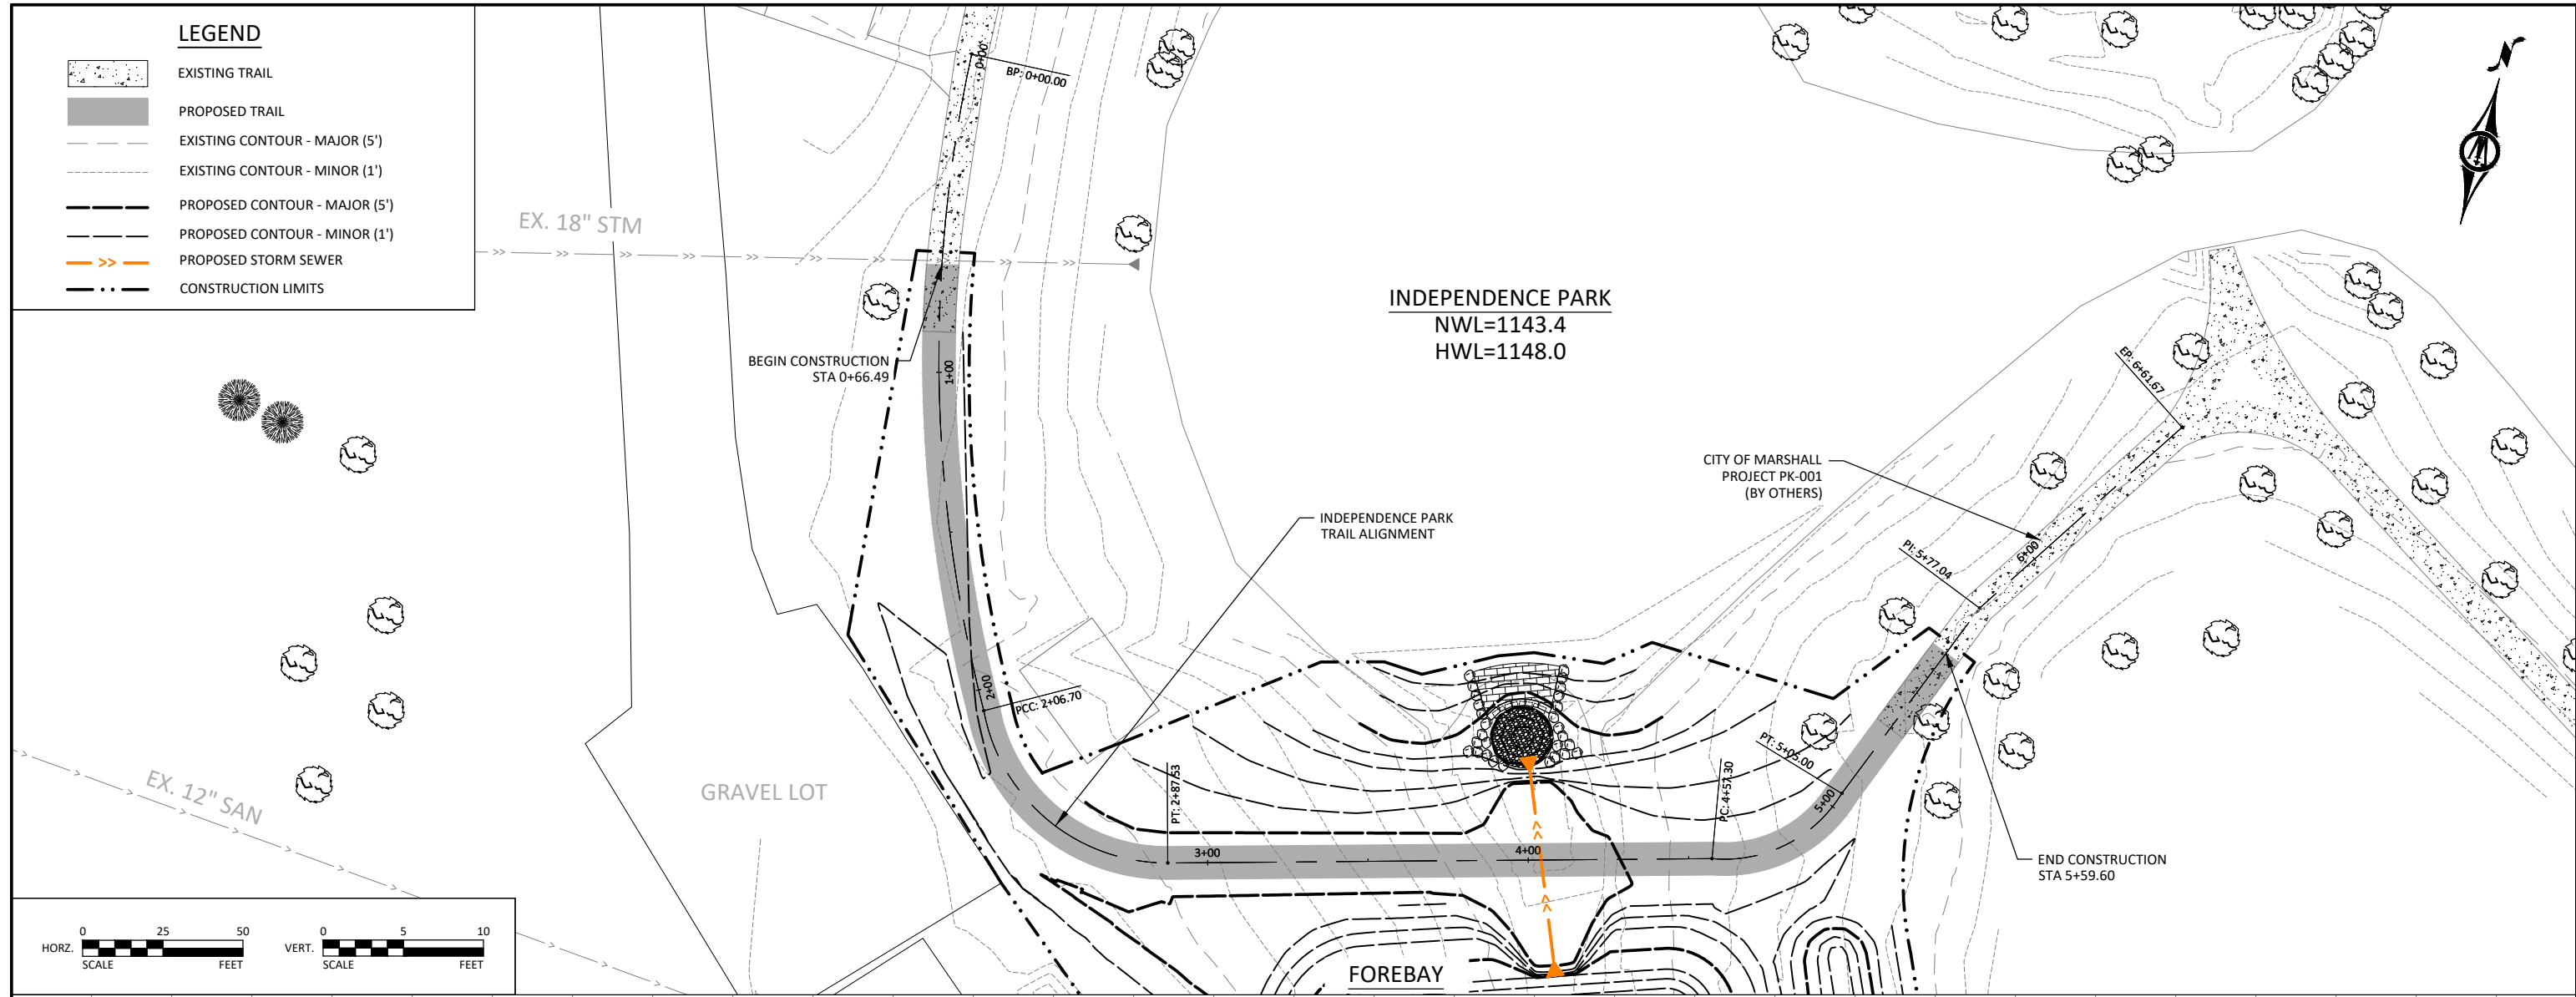 LEGEND
EXISTING TRAIL
PROPOSED TRAIL
EXISTING CONTOUR - MAJOR (5')
EXISTING CONTOUR - MINOR (1')
PROPOSED CONTOUR - MAJOR (5')
PROPOSED CONTOUR - MINOR (1')
>> PROPOSED STORM SEWER
CONSTRUCTION LIMITS
0+00
BP: 0+00.00
EX. 18" STM
BEGIN CONSTRUCTION
STA 0+66.49
1+00
INDEPENDENCE PARK
NWL=1143.4
HWL=1148.0
INDEPENDENCE PARK
TRAIL ALIGNMENT
CITY OF MARSHALL
PROJECT PK-001
(BY OTHERS)
EP: 6+61.67
6+00
PI: 5+77.04
2+00
PCC: 2+06.70
PT: 2+87.53
3+00
4+00
PC: 4+57.30
PT: 5+05.00
5+00
END CONSTRUCTION
STA 5+59.60
GRAVEL LOT
EX. 12" SAN
FOREBAY
0 25 50
HORZ.
SCALE FEET
0 5 10
VERT.
SCALE FEET